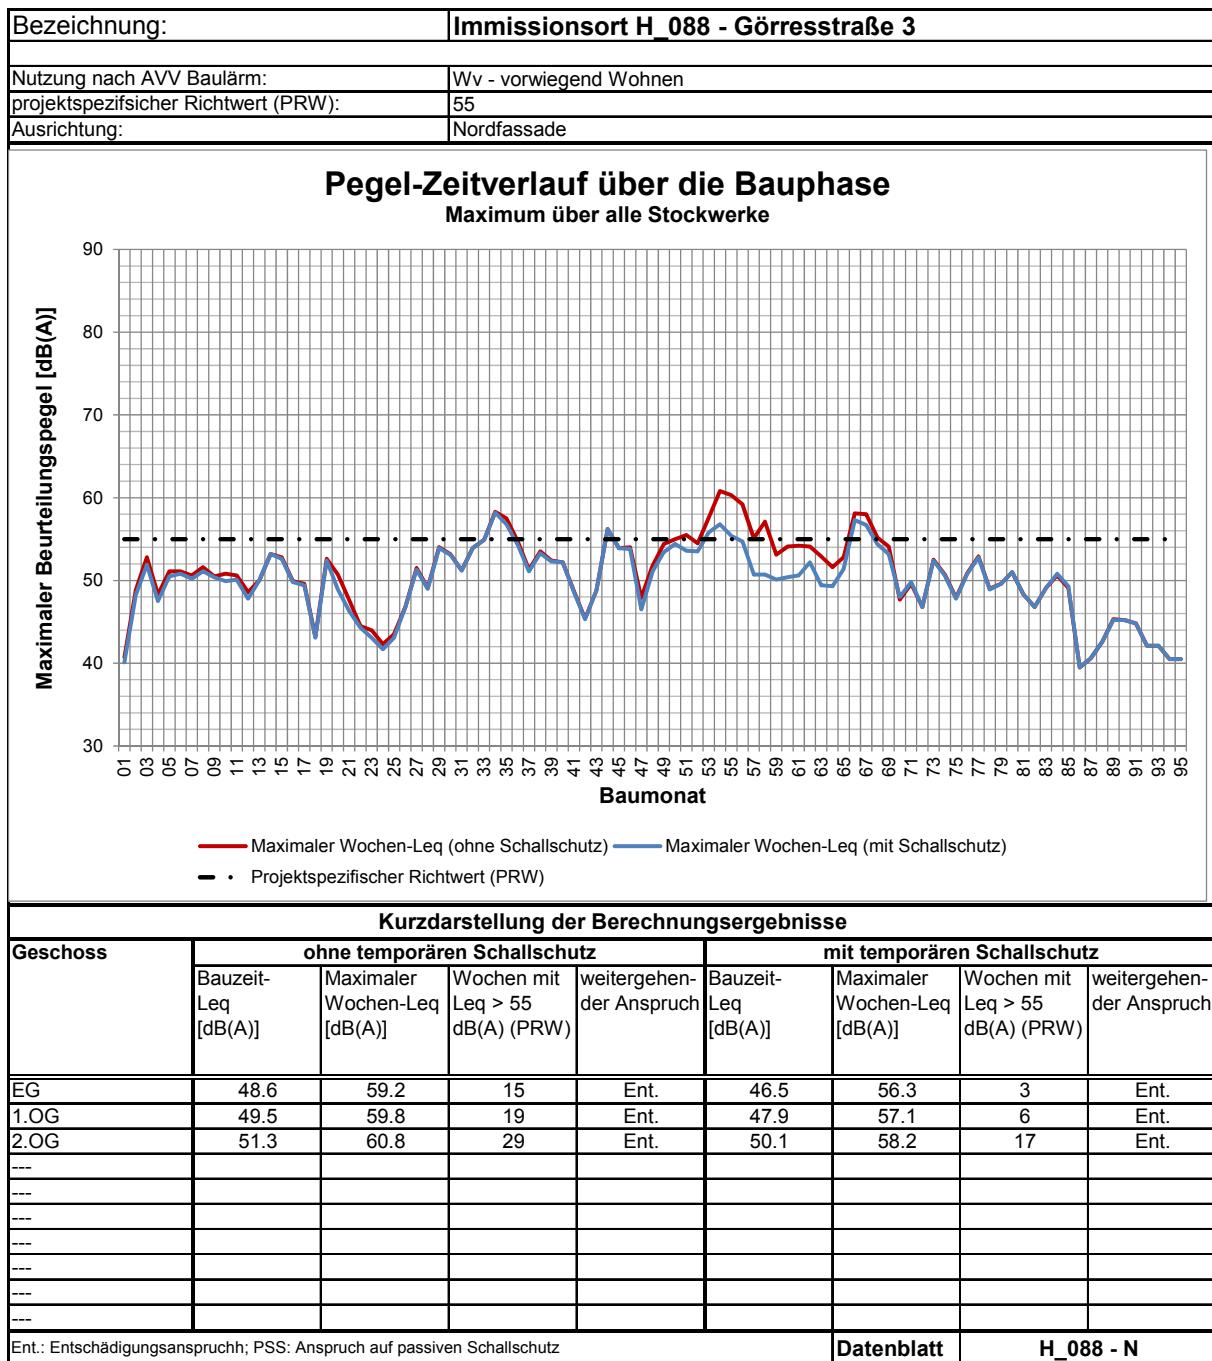 Bezeichnung: Immissionsort H_088 - Görresstraße 3
Nutzung nach AVV Baulärm: Wv - vorwiegend Wohnen
projektspezifsicher Richtwert (PRW): 55
Ausrichtung: Nordfassade
Pegel-Zeitverlauf über die Bauphase
Maximum über alle Stockwerke
Maximaler Beurteilungspegel [dB(A)]
90
80
70
60
50
40
30
01 03 05 07 09 11 13 15 17 19 21 23 25 27 29 31 33 35 37 39 41 43 45 47 49 51 53 55 57 59 61 63 65 67 69 71 73 75 77 79 81 83 85 87 89 91 93 95
Baumonat
Maximaler Wochen-Leq (ohne Schallschutz) Maximaler Wochen-Leq (mit Schallschutz)
Projektspezifischer Richtwert (PRW)
Kurzdarstellung der Berechnungsergebnisse
Geschoss ohne temporären Schallschutz mit temporären Schallschutz
Bauzeit- Maximaler Wochen mit weitergehen- Bauzeit- Maximaler Wochen mit weitergehen-
Leq Wochen-Leq Leq > 55 der Anspruch Leq Wochen-Leq Leq > 55 der Anspruch
[dB(A)] [dB(A)] dB(A) (PRW) [dB(A)] [dB(A)] dB(A) (PRW)
EG 48.6 59.2 15 Ent. 46.5 56.3 3 Ent.
1.OG 49.5 59.8 19 Ent. 47.9 57.1 6 Ent.
2.OG 51.3 60.8 29 Ent. 50.1 58.2 17 Ent.
---
---
---
---
---
---
---
Ent.: Entschädigungsanspruchh; PSS: Anspruch auf passiven Schallschutz Datenblatt H_088 - N